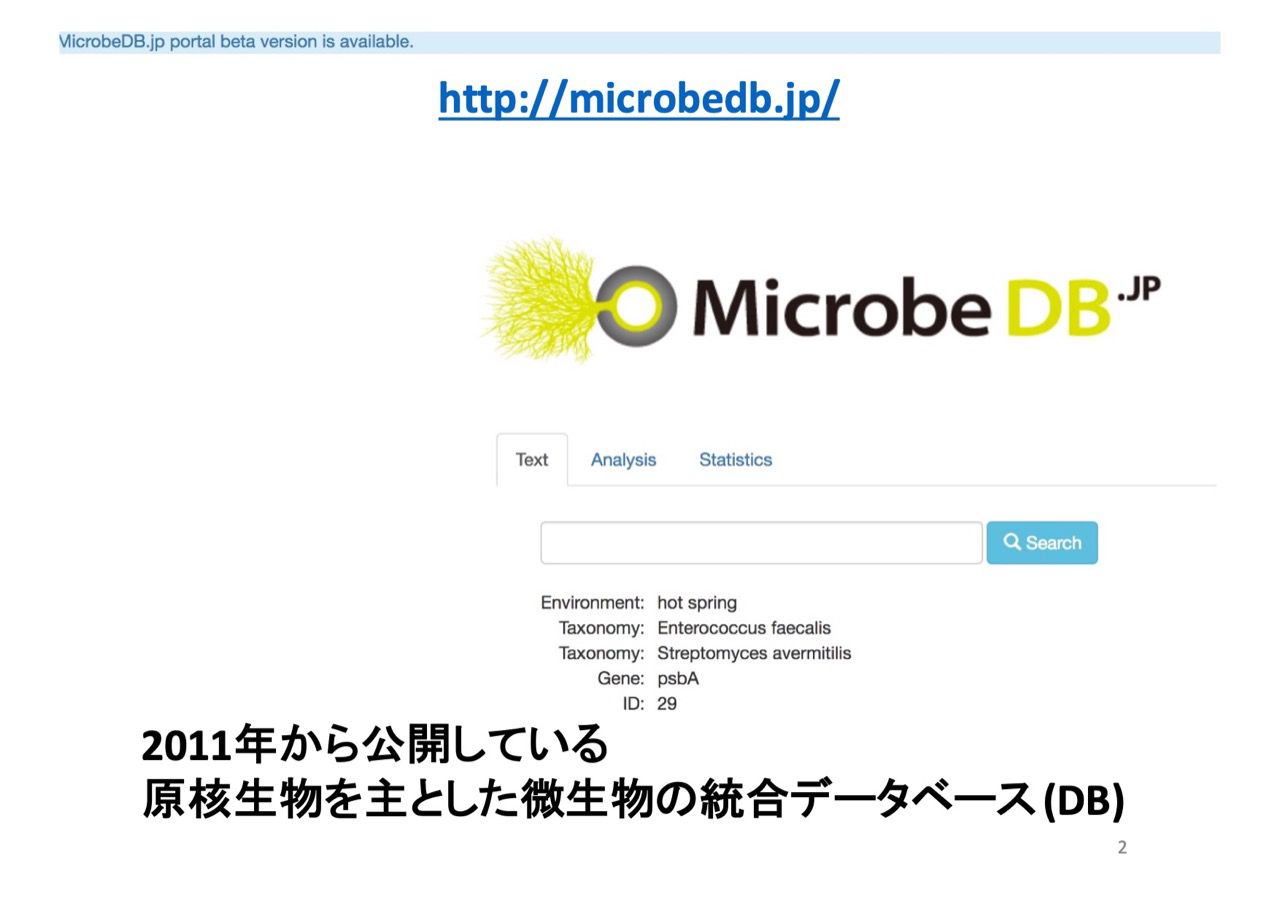 MicrobeDB.jp portal beta version is available.
http://microbedb.jp/
Microbe DB .JP
Text Analysis Statistics
Search
Environment: hot spring
Taxonomy: Enterococcus faecalis
Taxonomy: Streptomyces avermitilis
Gene: psbA
ID: 29
2011年から公開している
原核生物を主とした微生物の統合データベース(DB)
2